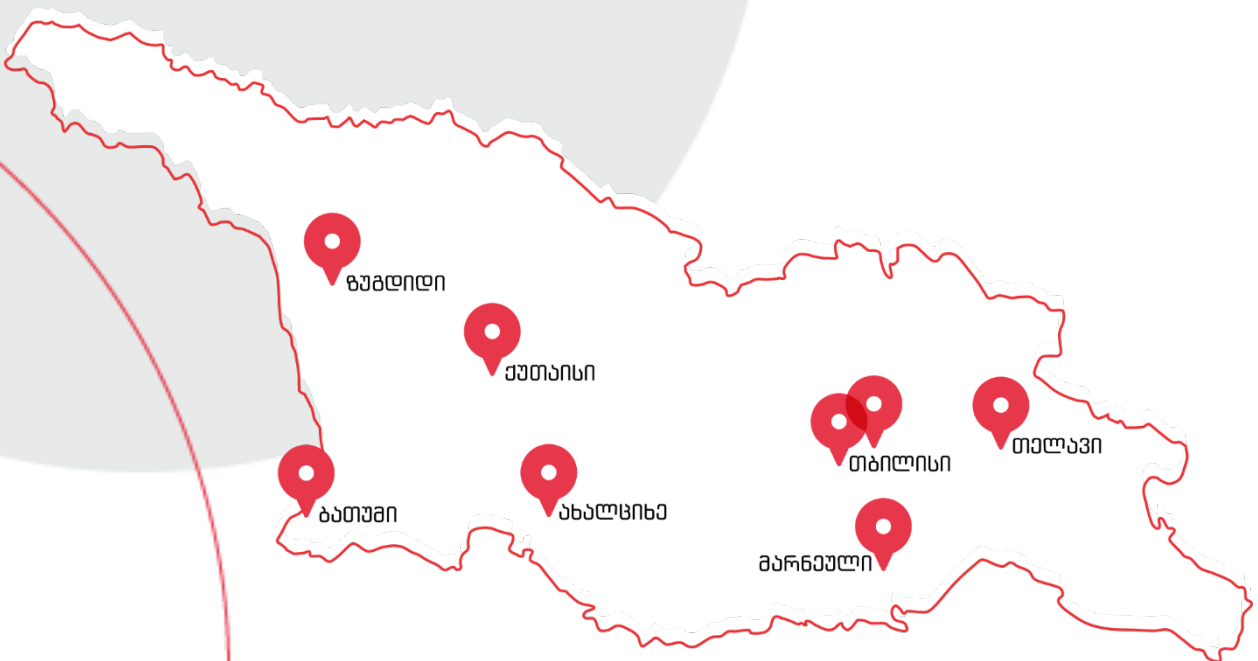 ზუგდიდი
ქუთაისი
თბილისი
თელავი
ბათუმი
ახალციხე
მარნეული